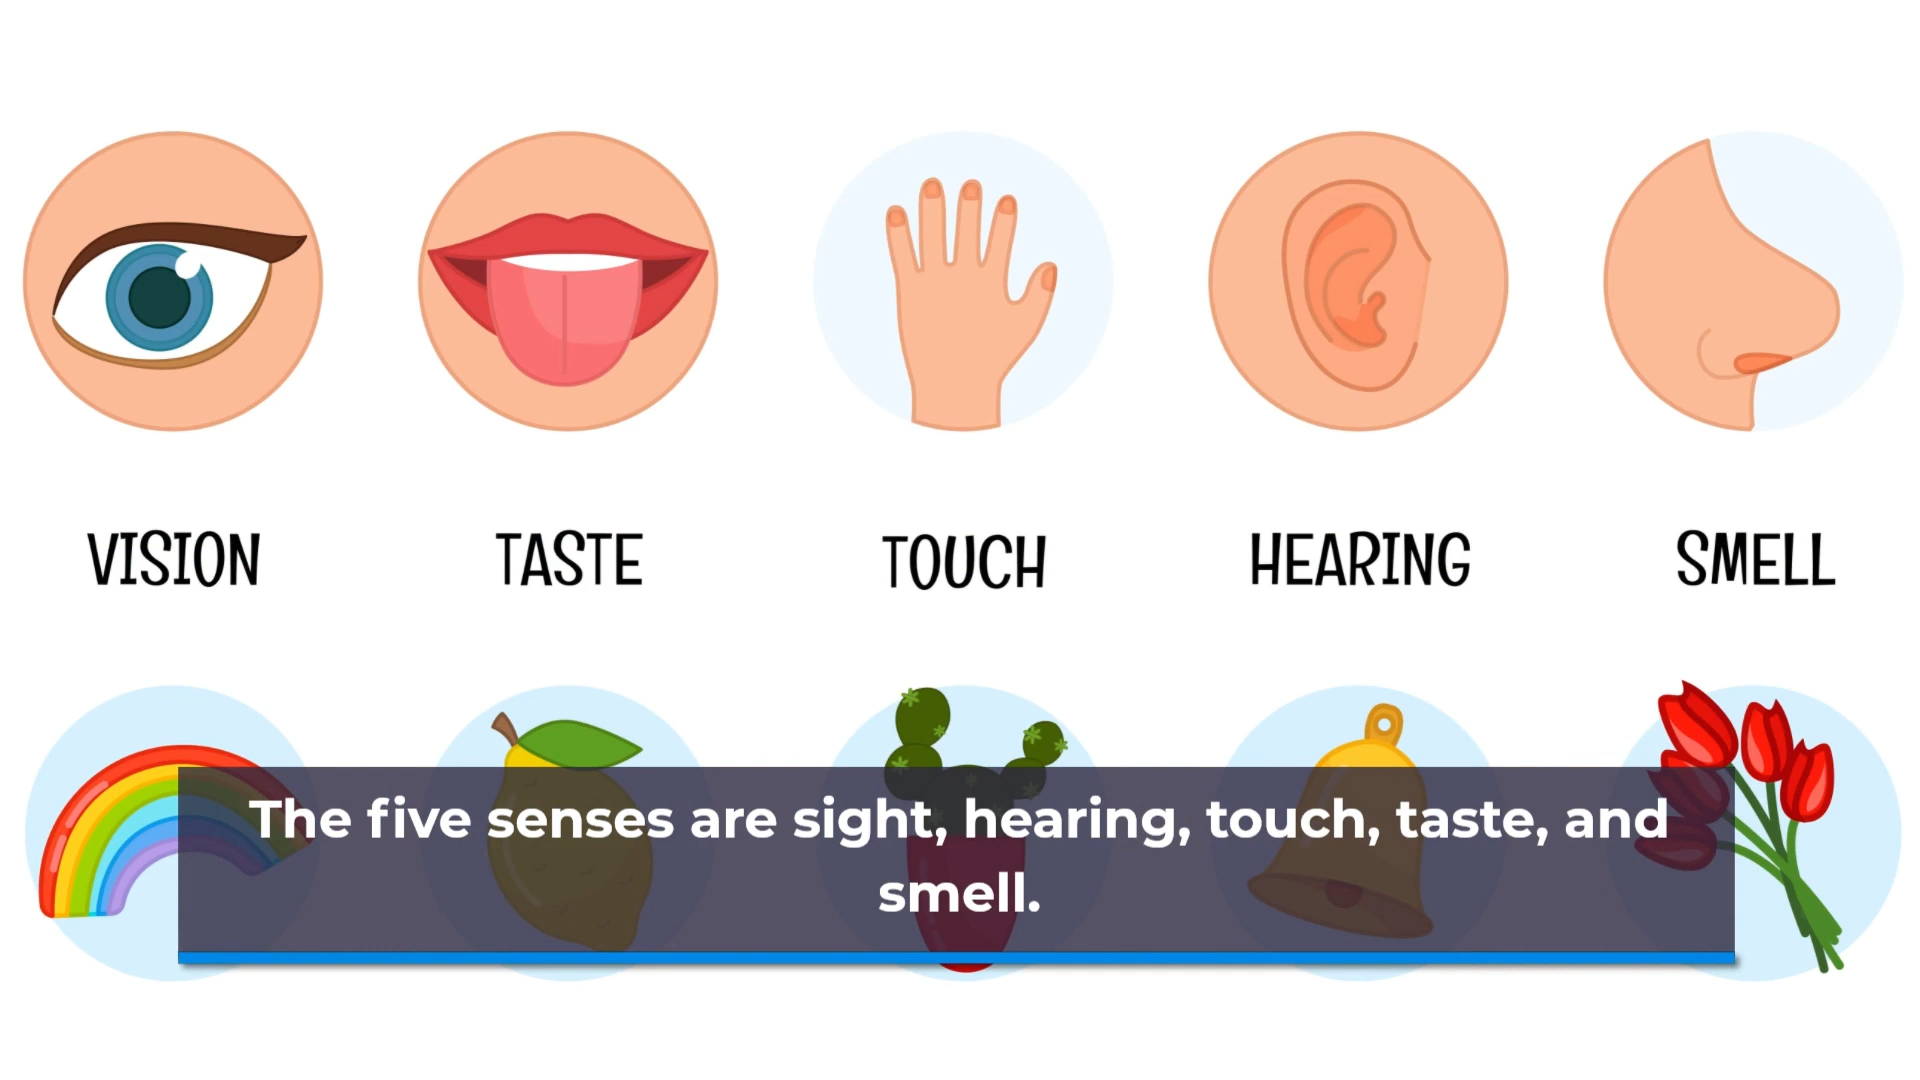 VISION TASTE TOUCH HEARING SMELL
The five senses are sight, hearing, touch, taste, and
smell.